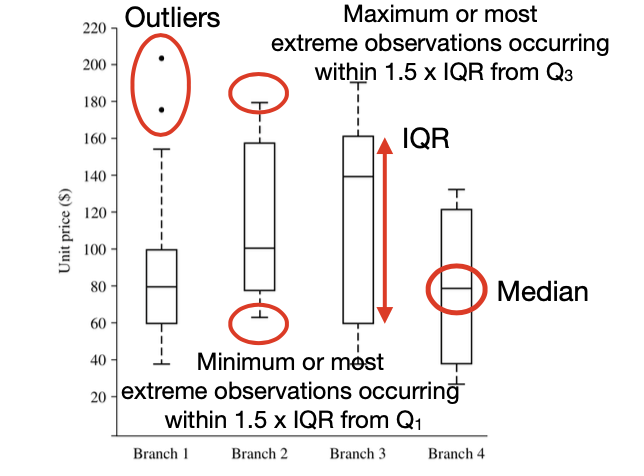 Outliers
Maximum or most
extreme observations occurring
within 1.5 x IQR from Q₃
220
200
180
160
140
120
100
80
60
40
20
Unit price ($)
IQR
Median
Minimum or most
extreme observations occurring
within 1.5 x IQR from Q₁
Branch 1
Branch 2
Branch 3
Branch 4